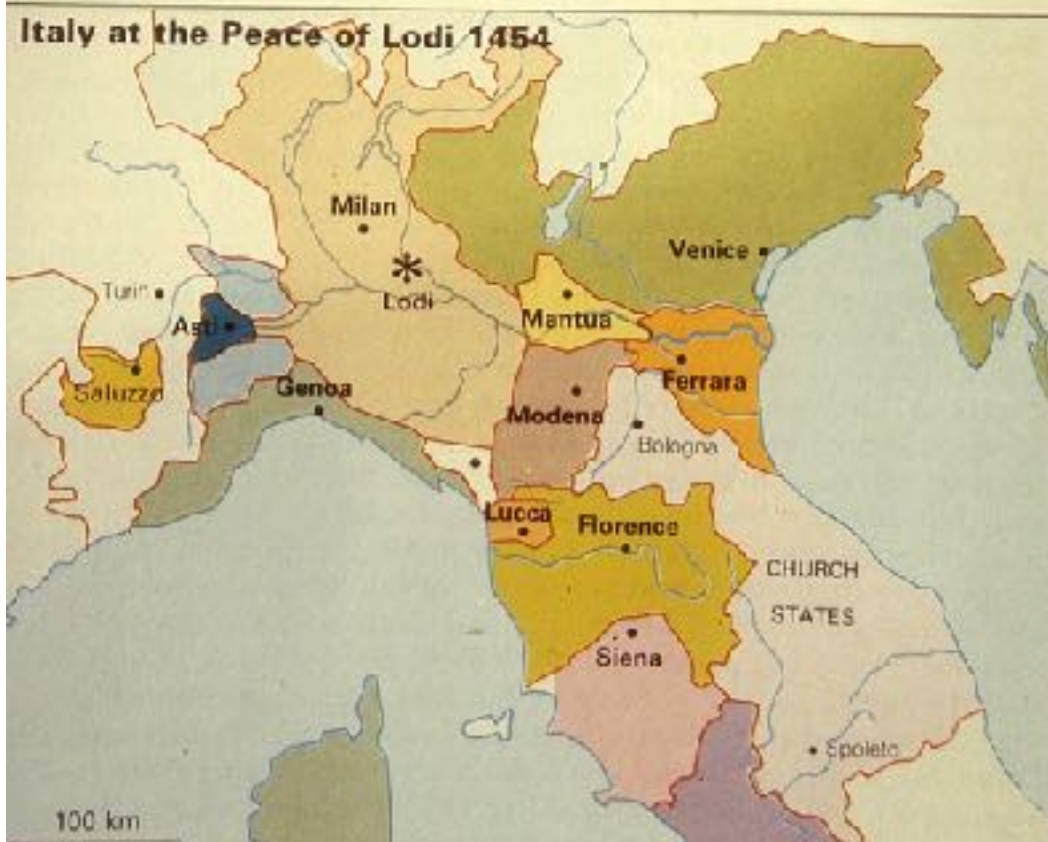 Italy at the Peace of Lodi 1454
Milan
Venice
Lodi
Turin
Mantua
Asti
Saluzzo
Genoa
Ferrara
Modena
Bologna
Lucca
Florence
CHURCH
STATES
Siena
Spoleto
100 km